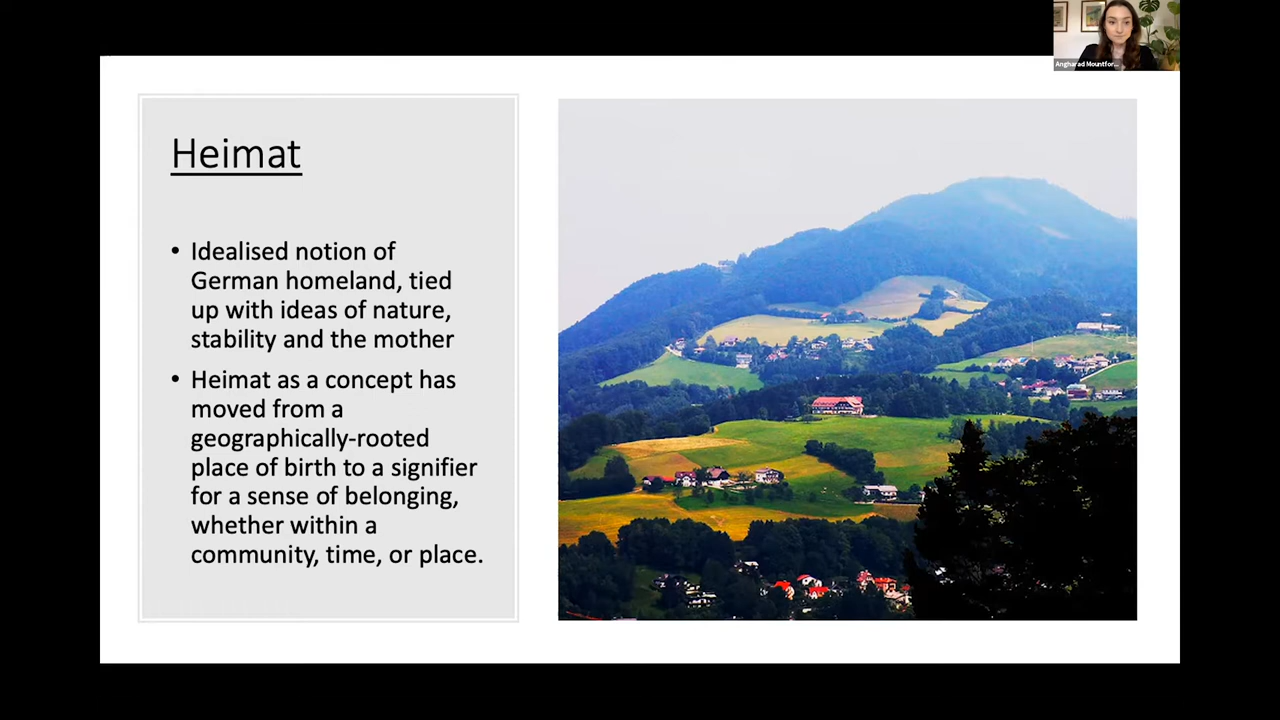 Angharad Mountfor...
Heimat
• Idealised notion of
German homeland, tied
up with ideas of nature,
stability and the mother
• Heimat as a concept has
moved from a
geographically-rooted
place of birth to a signifier
for a sense of belonging,
whether within a
community, time, or place.